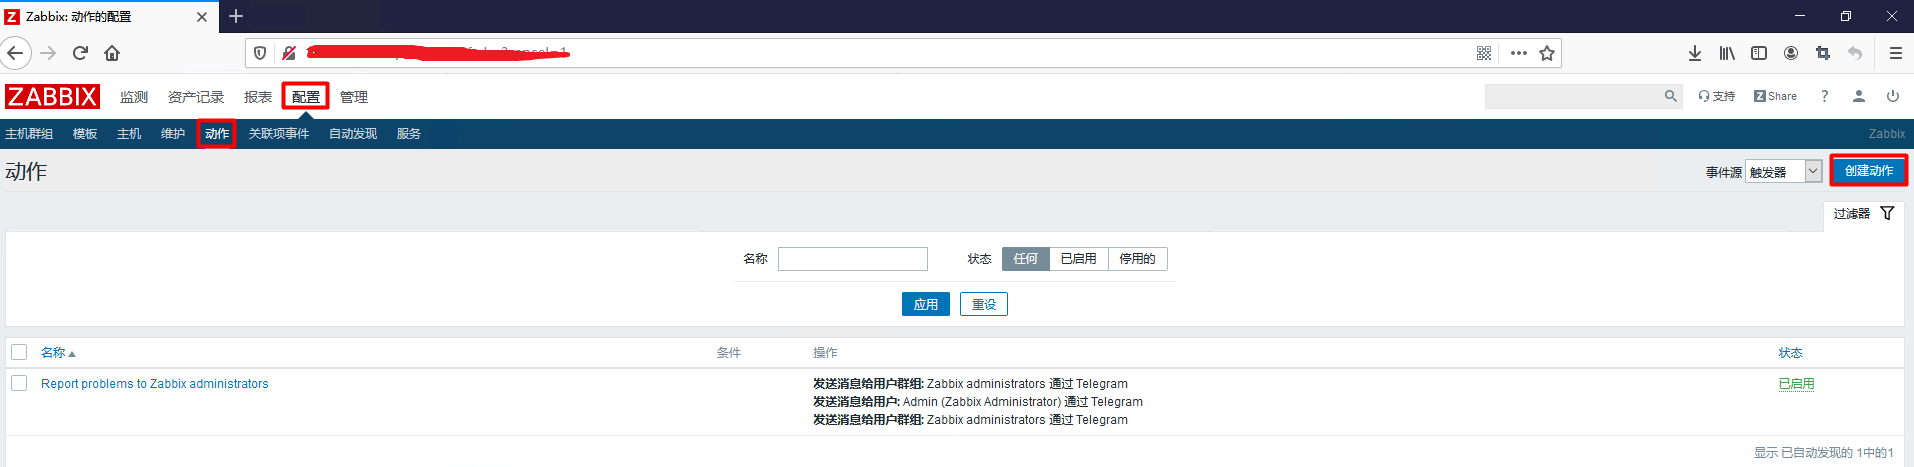 Zabbix: 动作的配置
ZABBIX 监测 资产记录 报表 配置 管理 支持 Share ?
主机群组 模板 主机 维护 动作 关联项事件 自动发现 服务 Zabbix
动作 事件源 触发器 创建动作
过滤器
名称 状态 任何 已启用 停用的
应用 重设
名称 条件 操作 状态
Report problems to Zabbix administrators 发送消息给用户群组: Zabbix administrators 通过 Telegram 已启用
发送消息给用户: Admin (Zabbix Administrator) 通过 Telegram
发送消息给用户群组: Zabbix administrators 通过 Telegram
显示 已自动发现的 1中的1